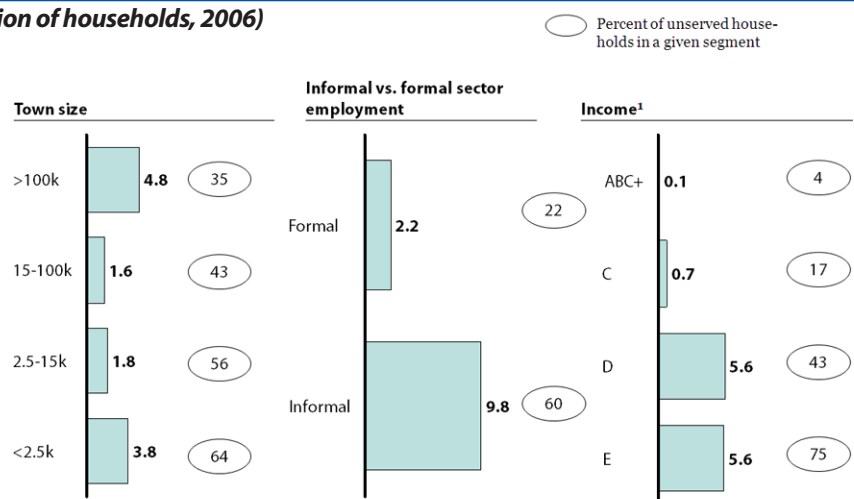 ion of households, 2006)
Percent of unserved house-
holds in a given segment
Town size
>100k 4.8 35
15-100k 1.6 43
2.5-15k 1.8 56
<2.5k 3.8 64
Informal vs. formal sector
employment
Formal 2.2 22
Informal 9.8 60
Income¹
ABC+ 0.1 4
C 0.7 17
D 5.6 43
E 5.6 75